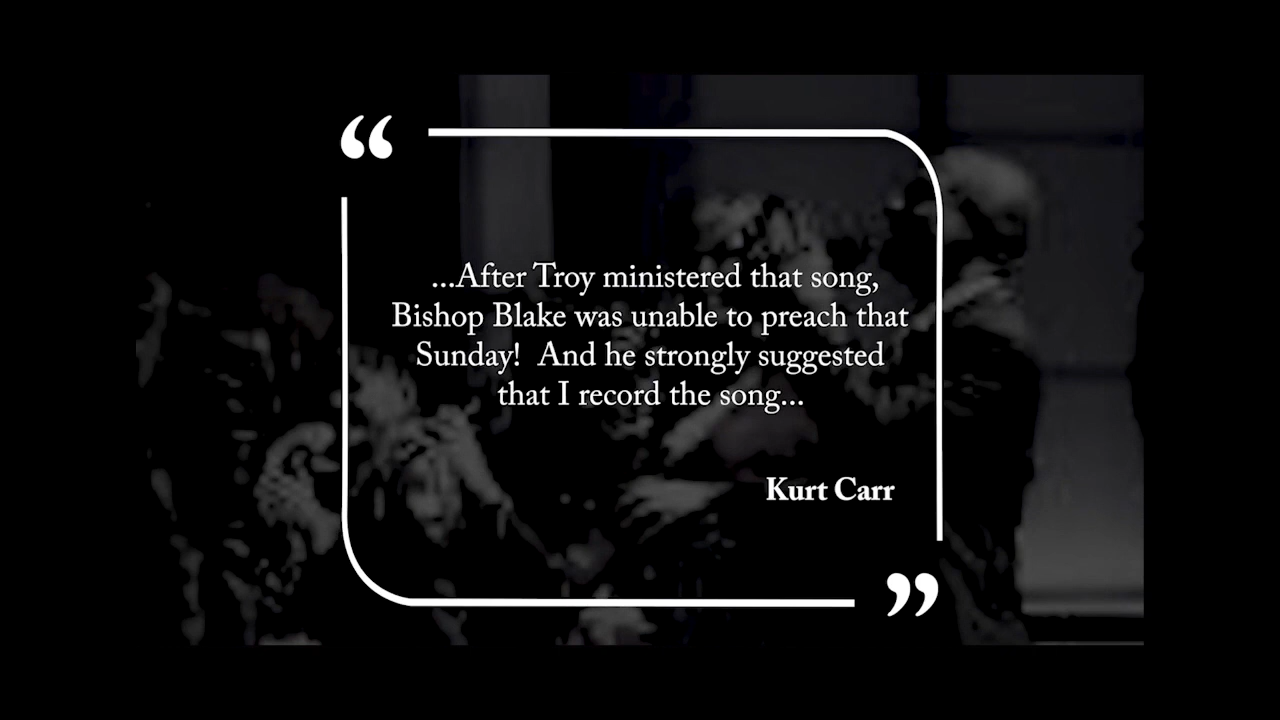 “
...After Troy ministered that song,
Bishop Blake was unable to preach that
Sunday!  And he strongly suggested
that I record the song...
Kurt Carr
”